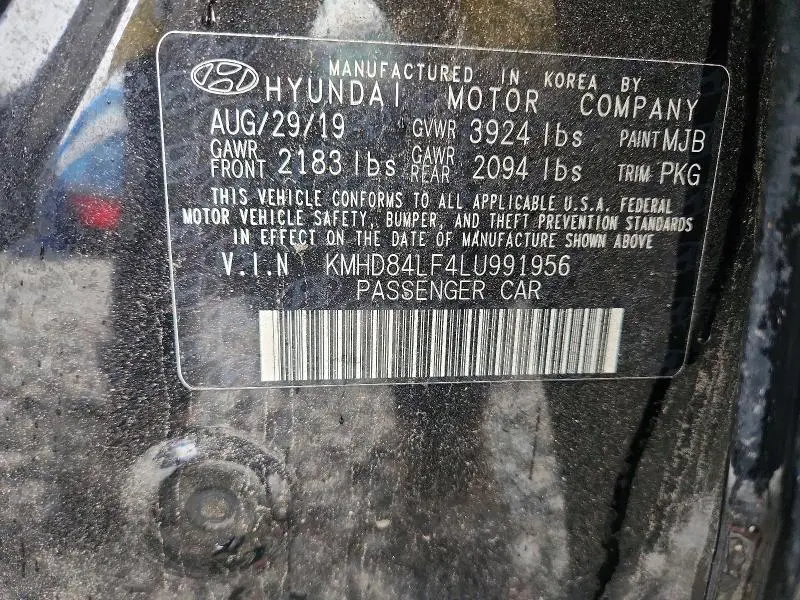 MANUFACTURED IN KOREA BY
HYUNDAI MOTOR COMPANY
AUG/29/19 GVWR 3924 lbs PAINT MJB
GAWR FRONT 2183 lbs GAWR REAR 2094 lbs TRIM PKG
THIS VEHICLE CONFORMS TO ALL APPLICABLE U.S.A. FEDERAL
MOTOR VEHICLE SAFETY, BUMPER, AND THEFT PREVENTION STANDARDS
IN EFFECT ON THE DATE OF MANUFACTURE SHOWN ABOVE
V.I.N KMHD84LF4LU991956
PASSENGER CAR